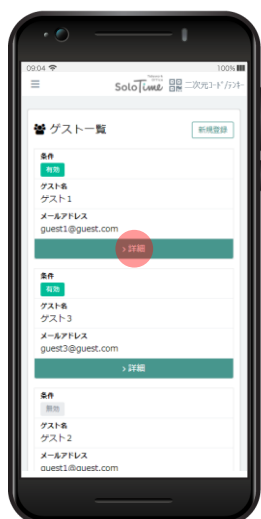 09:04
100%
SoloTime 二次元ｺｰﾄﾞ/ﾃﾝｷｰ
ゲスト一覧
新規登録
条件
有効
ゲスト名
ゲスト1
メールアドレス
guest1@guest.com
>詳細
条件
有効
ゲスト名
ゲスト3
メールアドレス
guest3@guest.com
>詳細
条件
無効
ゲスト名
ゲスト2
メールアドレス
guest1@guest.com